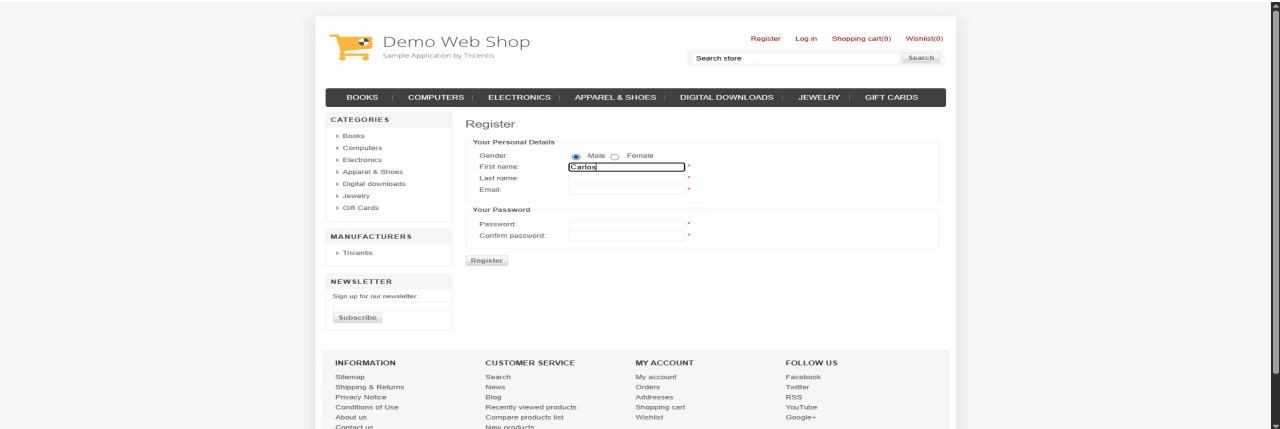 Demo Web Shop
Sample Application by Tricentis
Register Log in Shopping cart(0) Wishlist(0)
Search store Search
BOOKS | COMPUTERS | ELECTRONICS | APPAREL & SHOES | DIGITAL DOWNLOADS | JEWELRY | GIFT CARDS
CATEGORIES
Books
Computers
Electronics
Apparel & Shoes
Digital downloads
Jewelry
Gift Cards
MANUFACTURERS
Tricentis
NEWSLETTER
Sign up for our newsletter:
Subscribe
Register
Your Personal Details
Gender: Male Female
First name: Carlos *
Last name: *
Email: *
Your Password
Password: *
Confirm password: *
Register
INFORMATION
Sitemap
Shipping & Returns
Privacy Notice
Conditions of Use
About us
Contact us
CUSTOMER SERVICE
Search
News
Blog
Recently viewed products
Compare products list
New products
MY ACCOUNT
My account
Orders
Addresses
Shopping cart
Wishlist
FOLLOW US
Facebook
Twitter
RSS
YouTube
Google+